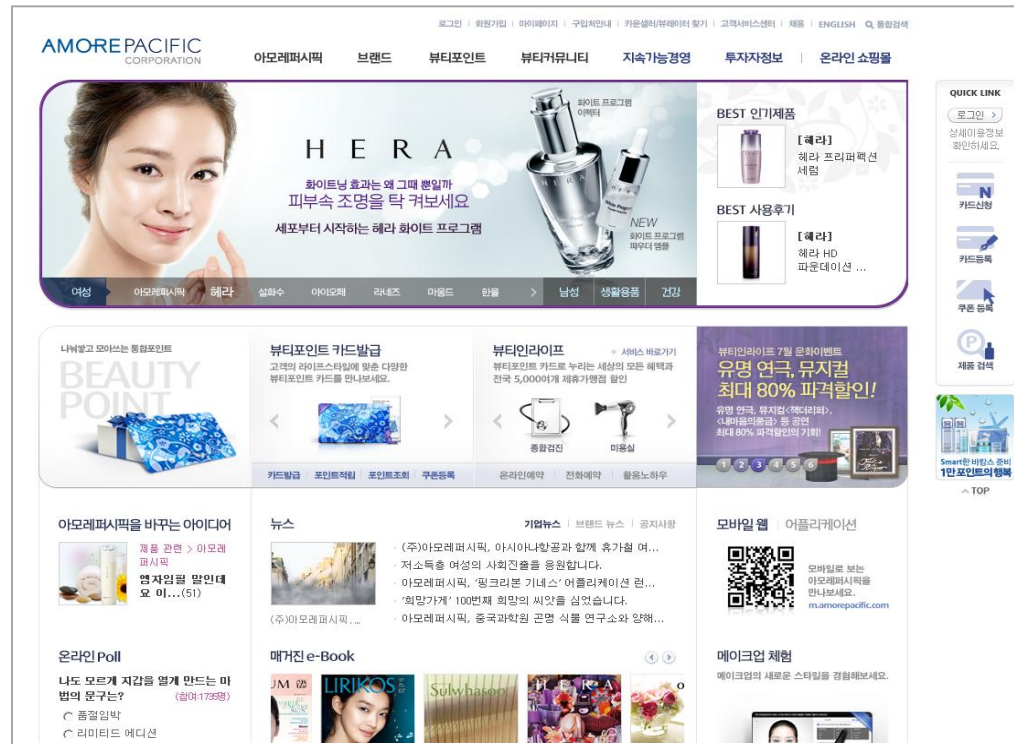 로그인 | 회원가입 | 마이페이지 | 구입처안내 | 카운셀러/뷰레이터 찾기 | 고객서비스센터 | 채용 | ENGLISH 통합검색
AMOREPACIFIC
CORPORATION
아모레퍼시픽 브랜드 뷰티포인트 뷰티커뮤니티 지속가능경영 투자자정보 | 온라인 쇼핑몰
HERA
화이트닝 효과는 왜 그때 뿐일까
피부속 조명을 탁 켜보세요
세포부터 시작하는 헤라 화이트 프로그램
화이트 프로그램
이펙터
NEW
화이트 프로그램
파우더 앰플
여성 아모레퍼시픽 헤라 설화수 아이오페 라네즈 마몽드 한율 > 남성 생활용품 건강
BEST 인기제품
[헤라]
헤라 프리퍼펙션
세럼
BEST 사용후기
[헤라]
헤라 HD
파운데이션 ...
QUICK LINK
로그인 >
상세이용정보
확인하세요.
N
카드신청
카드등록
쿠폰 등록
P
제품 검색
Smart한 바캉스 준비
1만포인트의행복
TOP
나눠쌓고 모아쓰는 통합포인트
BEAUTY
POINT
뷰티포인트 카드발급
고객의 라이프스타일에 맞춘 다양한
뷰티포인트 카드를 만나보세요.
카드발급 | 포인트적립 | 포인트조회 | 쿠폰등록
뷰티인라이프 + 서비스 바로가기
뷰티포인트 카드로 누리는 세상의 모든 혜택과
전국 5,000여개 제휴가맹점 할인
종합검진 미용실
온라인예약 | 전화예약 | 활용노하우
뷰티인라이프 7월 문화이벤트
유명 연극, 뮤지컬
최대 80% 파격할인!
유명 연극, 뮤지컬<잭더리퍼>,
<내마음의풍금> 등 공연
최대 80% 파격할인의 기회!
1 2 3 4 5 6
아모레퍼시픽을 바꾸는 아이디어
제품 관련 > 아모레
퍼시픽
앱자임필 말인데
요 이...(51)
뉴스
기업뉴스 | 브랜드 뉴스 | 공지사항
(주)아모레퍼시픽...
· (주)아모레퍼시픽, 아시아나항공과 함께 휴가철 여...
· 저소득층 여성의 사회진출을 응원합니다.
· 아모레퍼시픽, '핑크리본 기네스' 어플리케이션 런...
· '희망가게' 100번째 희망의 씨앗을 심었습니다.
· 아모레퍼시픽, 중국과학원 곤명 식물 연구소와 양해...
모바일 웹 | 어플리케이션
모바일로 보는
아모레퍼시픽을
만나보세요.
m.amorepacific.com
온라인 Poll
나도 모르게 지갑을 열게 만드는 마
법의 문구는? (참여:1735명)
품절임박
리미티드 에디션
매거진 e-Book
UM
LIRIKOS
Sulwhasoo
HERA
메이크업 체험
메이크업의 새로운 스타일을 경험해보세요.